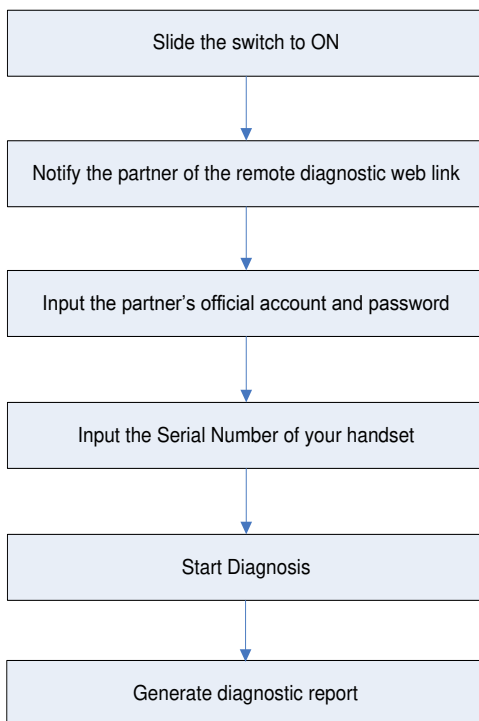 Slide the switch to ON
Notify the partner of the remote diagnostic web link
Input the partner's official account and password
Input the Serial Number of your handset
Start Diagnosis
Generate diagnostic report